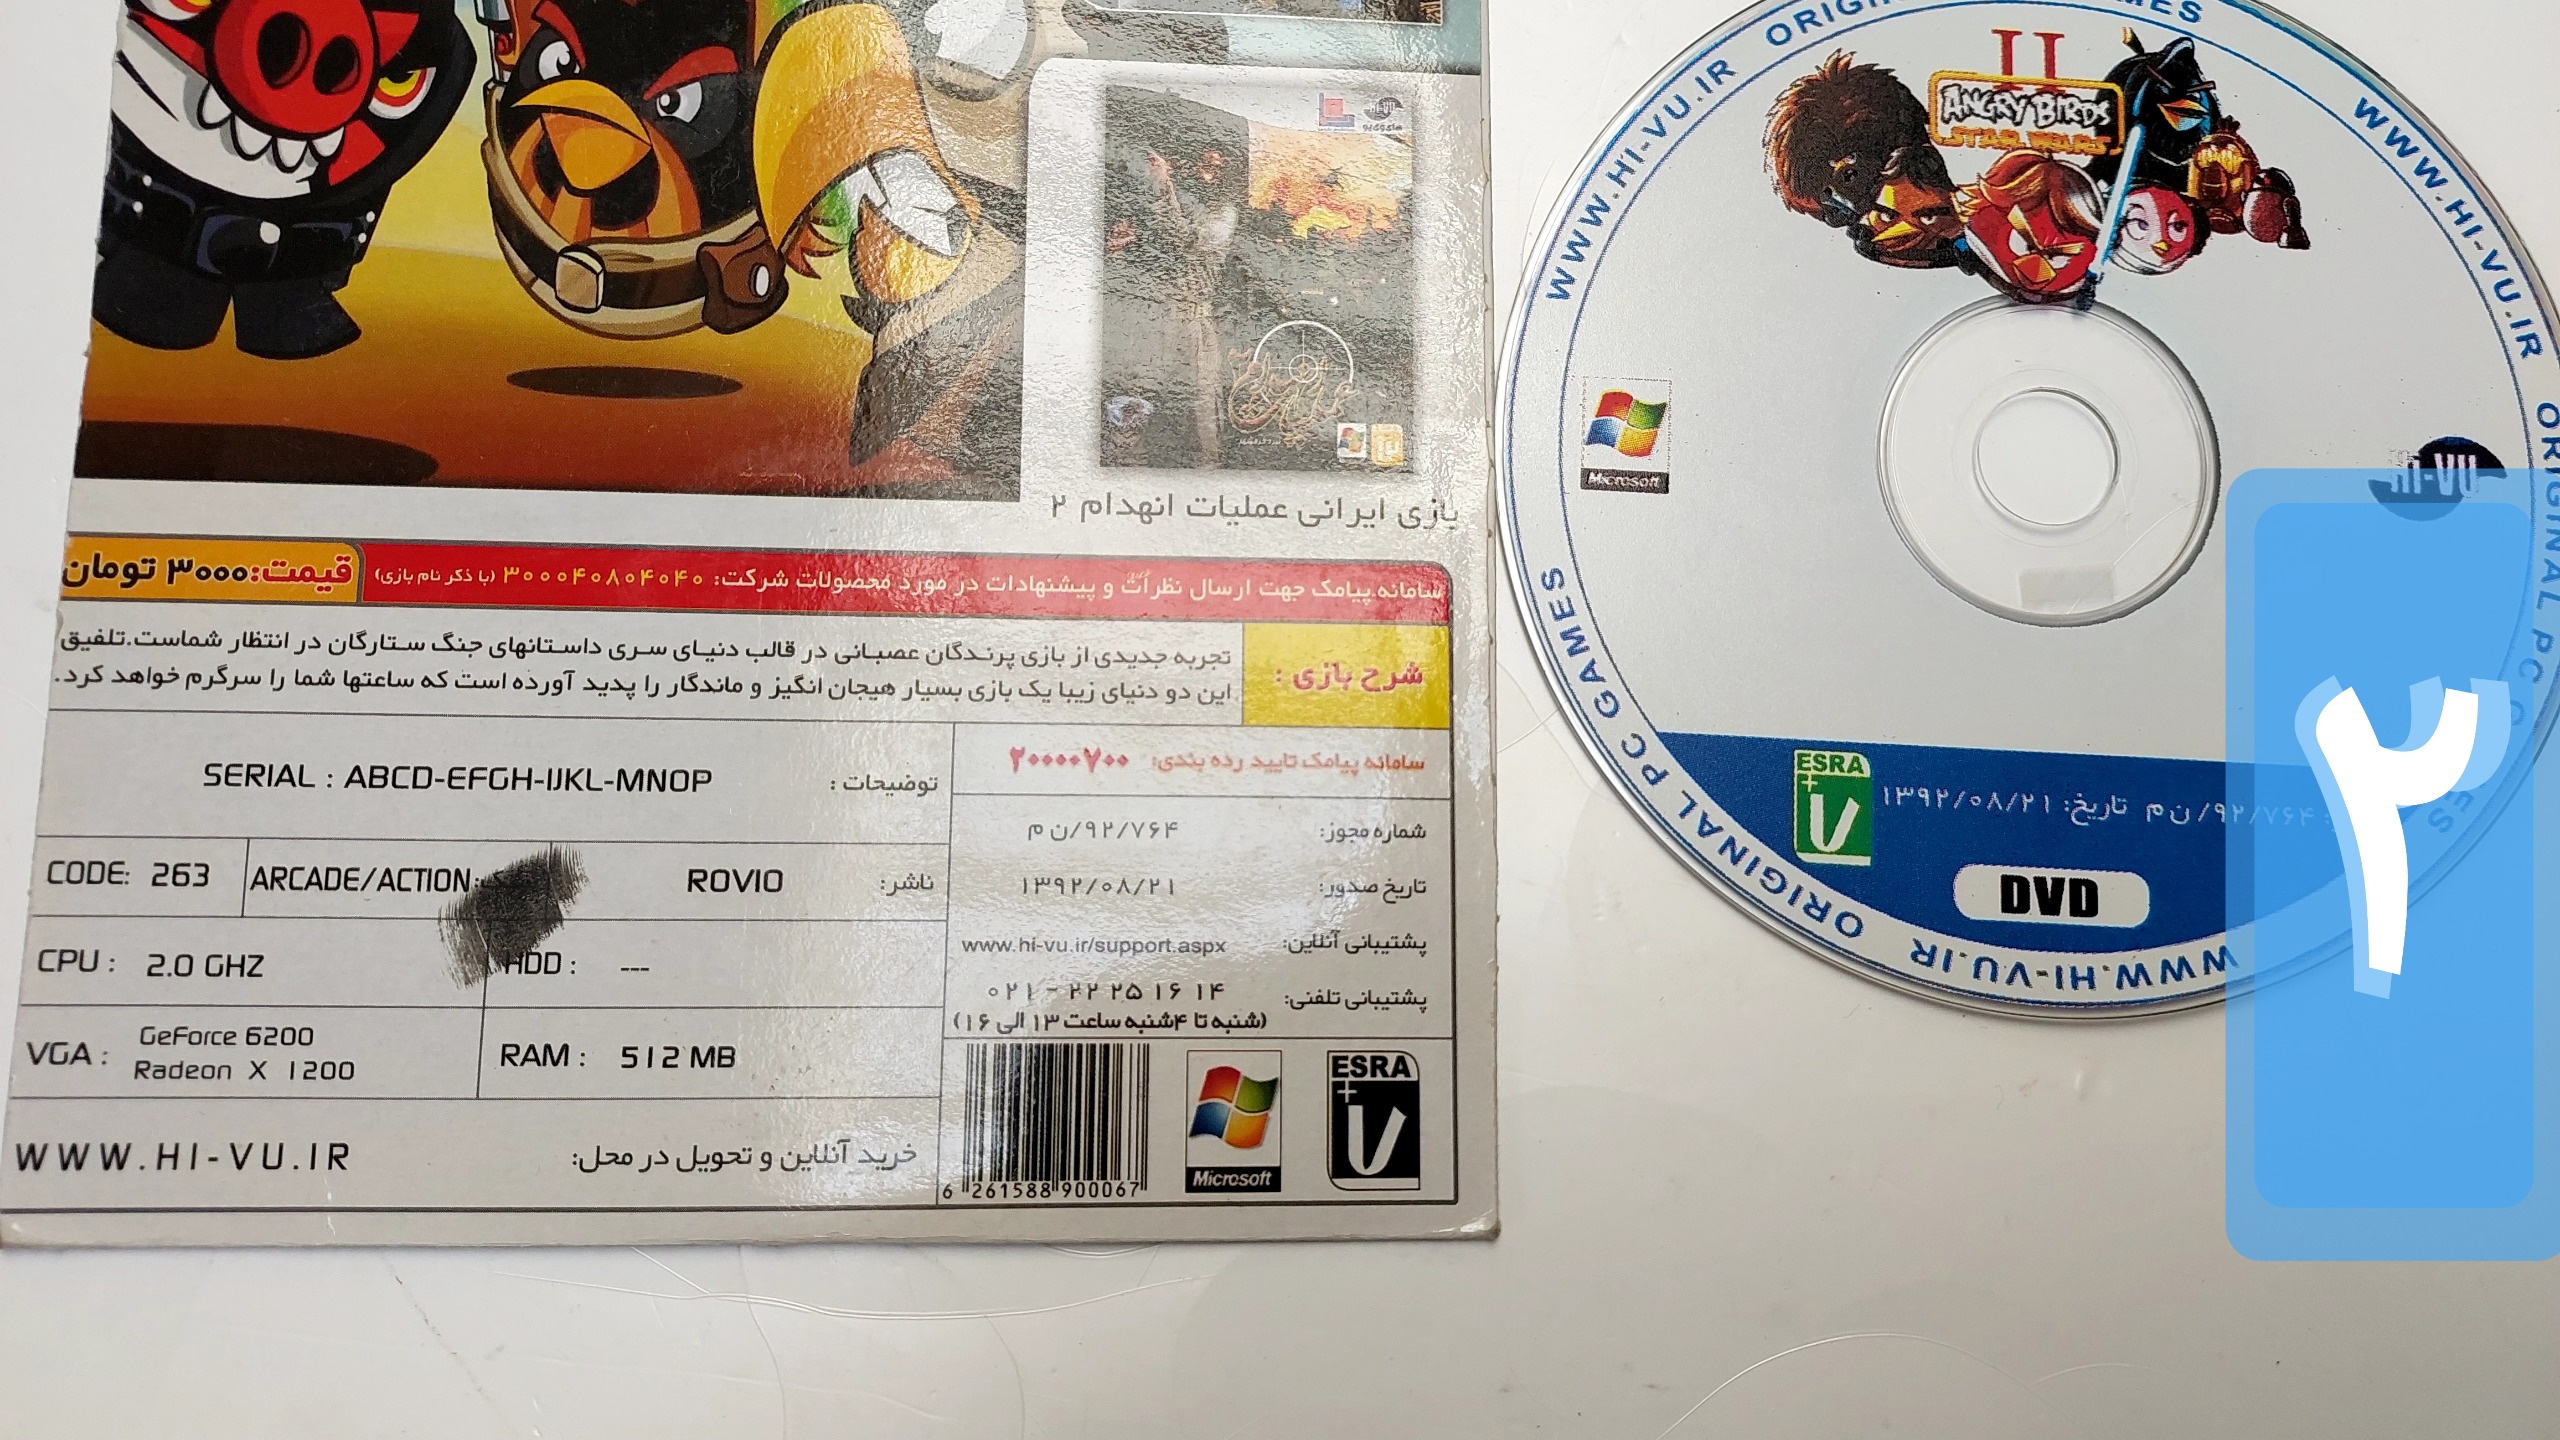 بازی ایرانی عملیات انهدام ۲
سامانه پیامک جهت ارسال نظرات و پیشنهادات در مورد محصولات شرکت: ۳۰۰۰۴۰۸۰۴۰۴۰ (با ذکر نام بازی)
قیمت:۳۰۰۰ تومان
شرح بازی :
تجربه جدیدی از بازی پرندگان عصبانی در قالب دنیای سری داستانهای جنگ ستارگان در انتظار شماست.تلفیق
این دو دنیای زیبا یک بازی بسیار هیجان انگیز و ماندگار را پدید آورده است که ساعتها شما را سرگرم خواهد کرد.
سامانه پیامک تایید رده بندی: ۲۰۰۰۰۷۰۰
شماره مجوز: ۹۲/۷۶۴/ن م
تاریخ صدور: ۱۳۹۲/۰۸/۲۱
پشتیبانی آنلاین: www.hi-vu.ir/support.aspx
پشتیبانی تلفنی: ۰۲۱ - ۲۲ ۲۵ ۱۶ ۱۴
(شنبه تا ۴شنبه ساعت ۱۳ الی ۱۶)
توضیحات : SERIAL : ABCD-EFGH-IJKL-MNOP
ناشر: ROVIO
ARCADE/ACTION
CODE: 263
CPU : 2.0 GHZ
HDD : ---
VGA : GeForce 6200
Radeon X 1200
RAM : 512 MB
خرید آنلاین و تحویل در محل: WWW.HI-VU.IR
6 261588 900067
Microsoft
ESRA
+۷
II
ANGRY BIRDS
STAR WARS
WWW.HI-VU.IR
ORIGINAL PC GAMES
WWW.HI-VU.IR
ORIGINAL PC GAMES
WWW.HI-VU.IR
Microsoft
HI-VU
ESRA
+۷
۹۲/۷۶۴/ن م تاریخ: ۱۳۹۲/۰۸/۲۱
DVD
۲